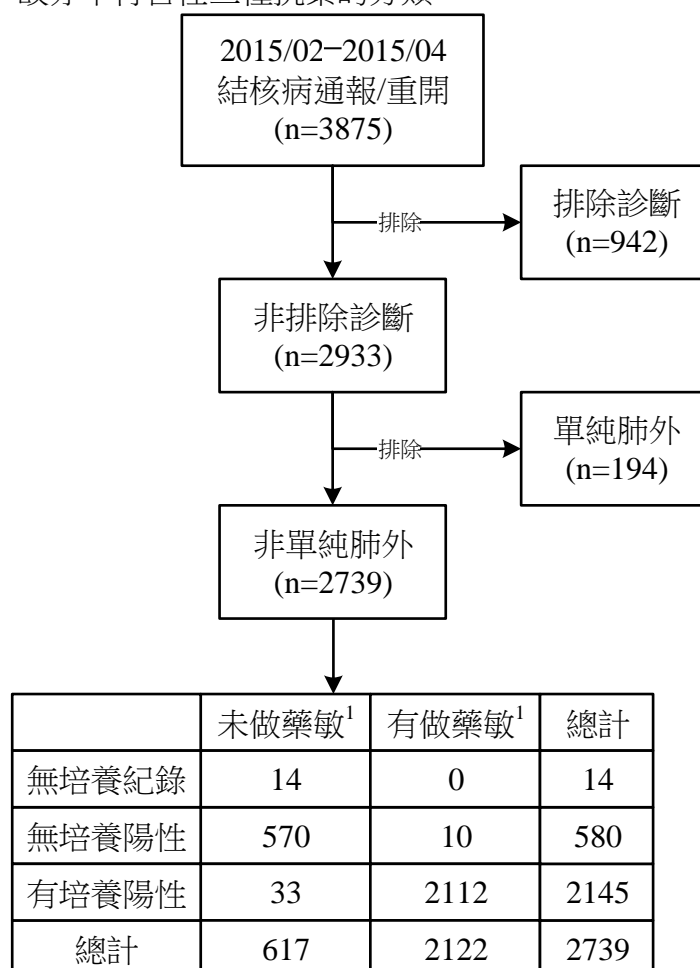 2015/02–2015/04
結核病通報/重開
(n=3875)
排除
排除診斷
(n=942)
非排除診斷
(n=2933)
排除
單純肺外
(n=194)
非單純肺外
(n=2739)
未做藥敏¹ 有做藥敏¹ 總計
無培養紀錄 14 0 14
無培養陽性 570 10 580
有培養陽性 33 2112 2145
總計 617 2122 2739